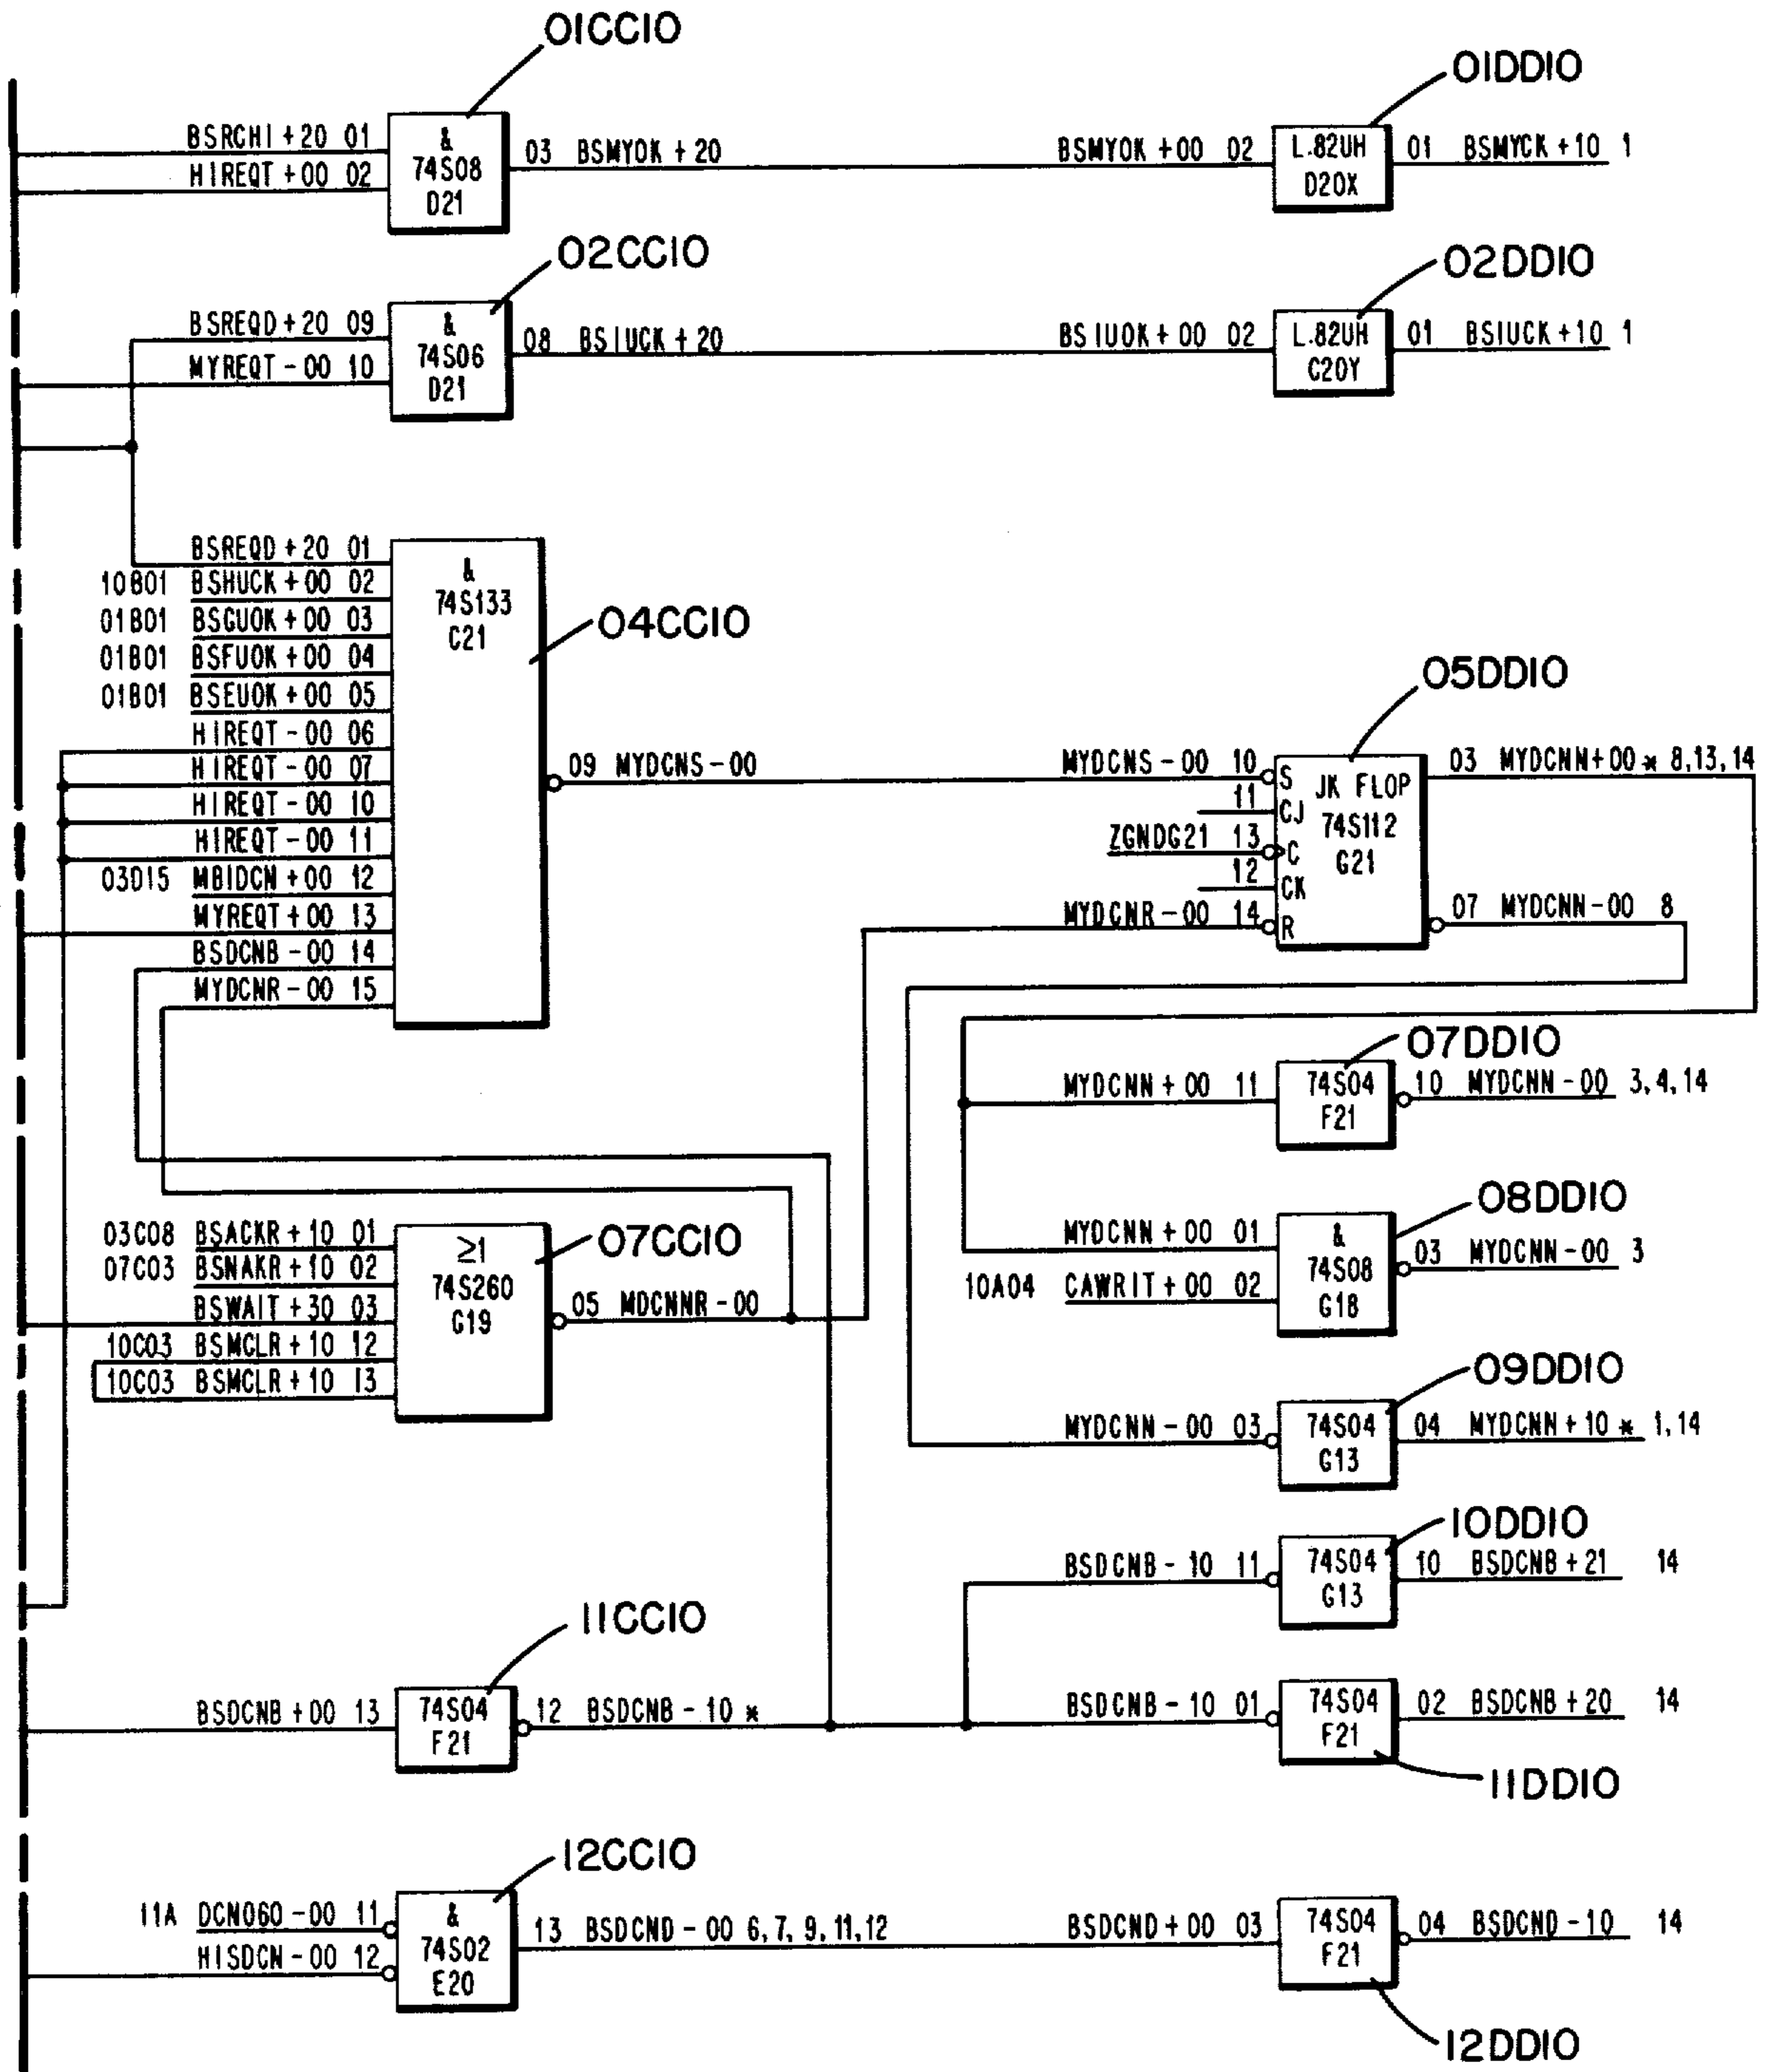 01CC10
01DD10
BSRCHI+20 01
HIREQT+00 02
&
74S08
D21
03 BSMYOK+20
BSMYOK+00 02
L.82UH
D20X
01 BSMYCK+10 1
02CC10
02DD10
BSREQD+20 09
MYREQT-00 10
&
74S06
D21
08 BSIUCK+20
BSIUOK+00 02
L.82UH
C20Y
01 BSIUCK+10 1
BSREQD+20 01
10B01 BSHUCK+00 02
01B01 BSGUOK+00 03
01B01 BSFUOK+00 04
01B01 BSEUOK+00 05
HIREQT-00 06
HIREQT-00 07
HIREQT-00 10
HIREQT-00 11
03D15 MBIDCN+00 12
MYREQT+00 13
BSDCNB-00 14
MYDCNR-00 15
&
74S133
C21
04CC10
09 MYDCNS-00
05DD10
MYDCNS-00 10
11
ZGNDG21 13
12
MYDCNR-00 14
S
CJ
C
CK
R
JK FLOP
74S112
G21
03 MYDCNN+00* 8,13,14
07 MYDCNN-00 8
07DD10
MYDCNN+00 11
74S04
F21
10 MYDCNN-00 3,4,14
08DD10
MYDCNN+00 01
10A04 CAWRIT+00 02
&
74S08
G18
03 MYDCNN-00 3
03C08 BSACKR+10 01
07C03 BSNAKR+10 02
BSWAIT+30 03
10C03 BSMCLR+10 12
10C03 BSMCLR+10 13
≥1
74S260
G19
07CC10
05 MDCNNR-00
09DD10
MYDCNN-00 03
74S04
G13
04 MYDCNN+10* 1,14
10DD10
BSDCNB-10 11
74S04
G13
10 BSDCNB+21 14
11CC10
BSDCNB+00 13
74S04
F21
12 BSDCNB-10*
BSDCNB-10 01
74S04
F21
02 BSDCNB+20 14
11DD10
12CC10
11A DCN060-00 11
HISDCN-00 12
&
74S02
E20
13 BSDCND-00 6,7,9,11,12
BSDCND+00 03
74S04
F21
04 BSDCND-10 14
12DD10